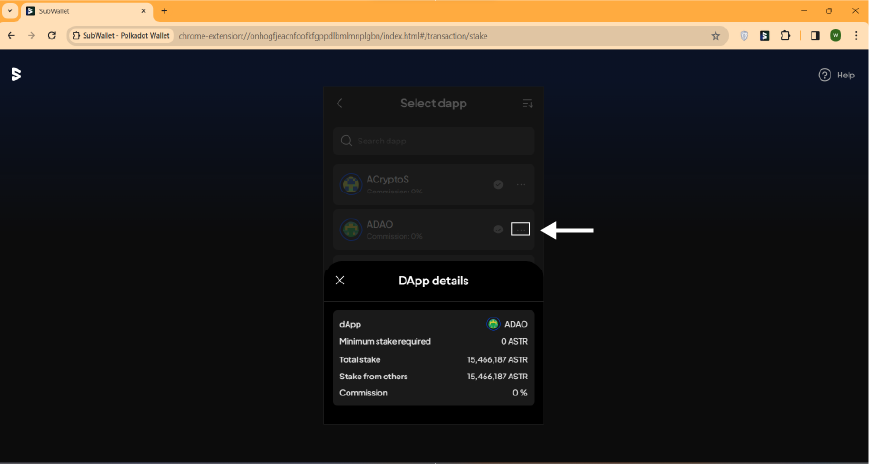 SubWallet
SubWallet - Polkadot Wallet
chrome-extension://onhogfjeacnfoofkfgppdlbmlmnplgbn/index.html#/transaction/stake
W
Help
Select dapp
Search dapp
ACryptoS
Commission: 0%
ADAO
Commission: 0%
DApp details
dApp ADAO
Minimum stake required 0 ASTR
Total stake 15,466,187 ASTR
Stake from others 15,466,187 ASTR
Commission 0 %